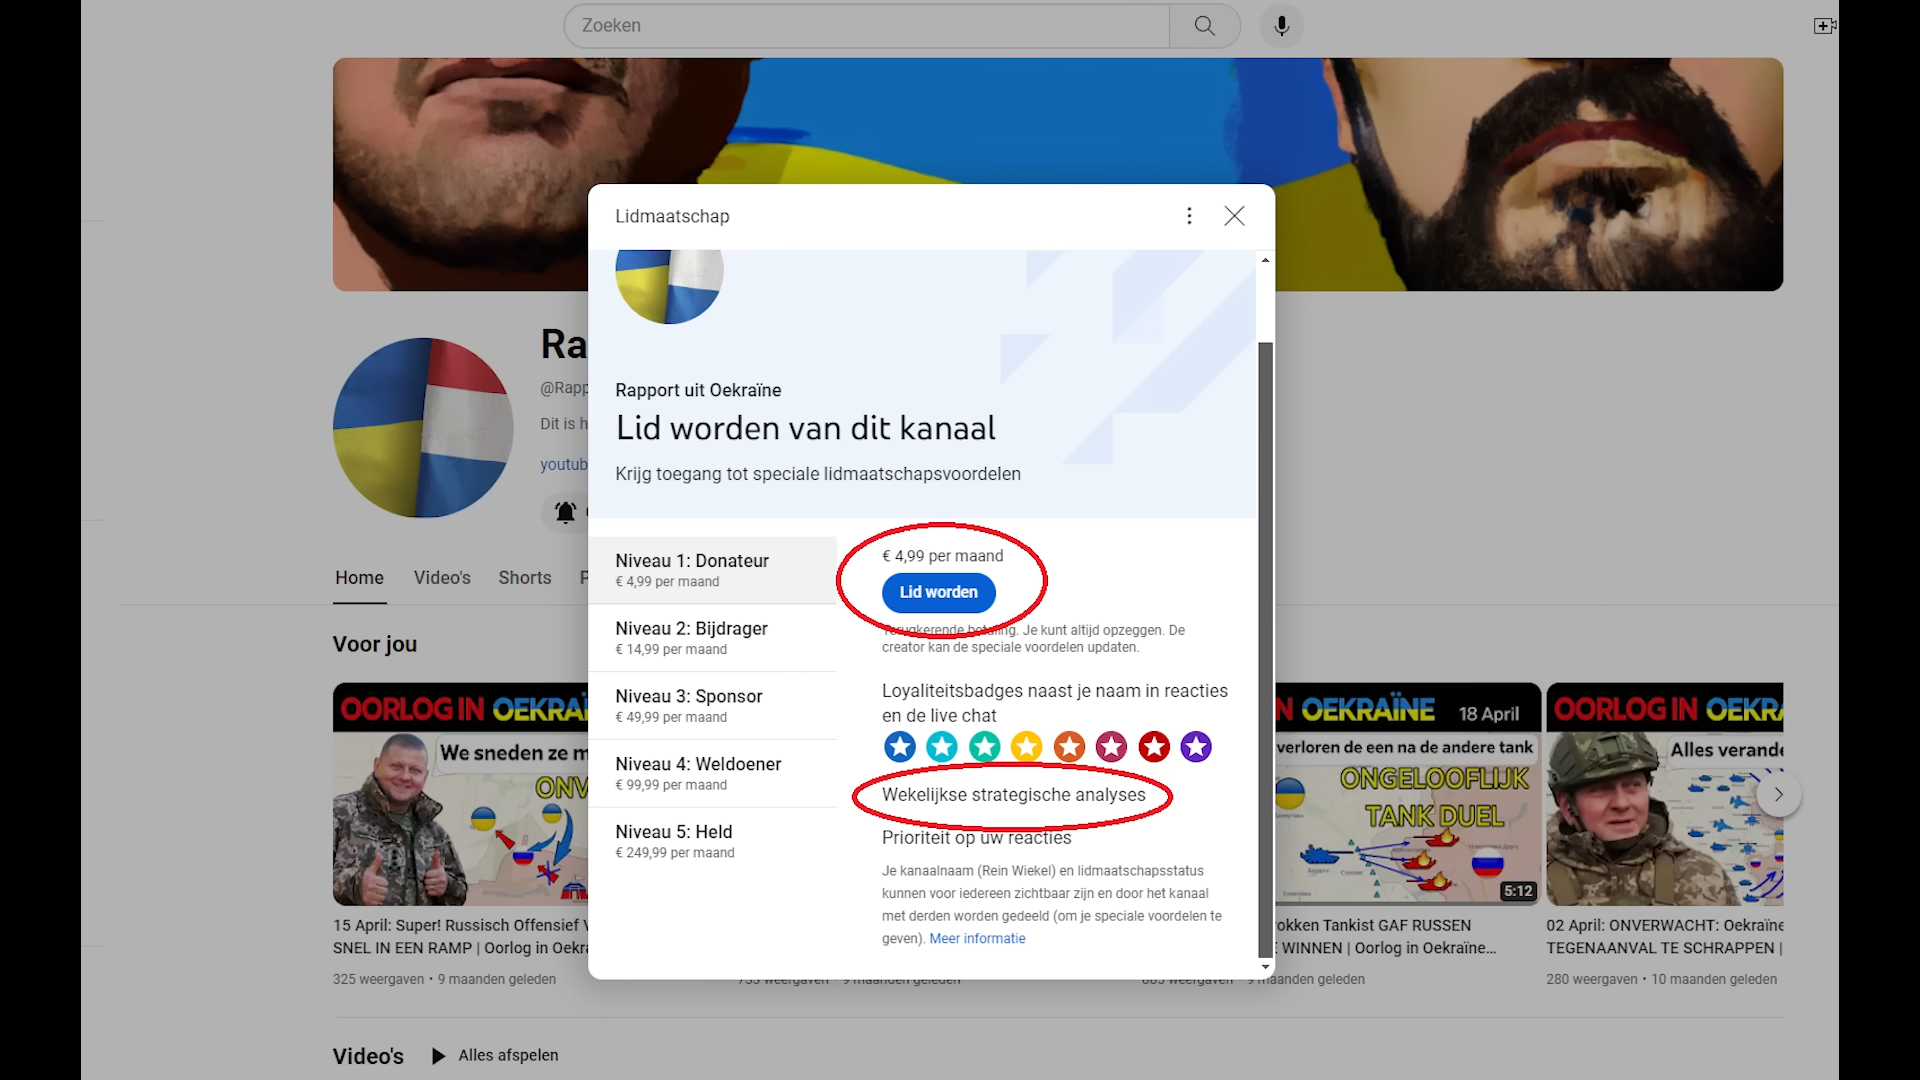 Zoeken
Lidmaatschap
Ra
@Rapp
Dit is h
youtub
Rapport uit Oekraïne
Lid worden van dit kanaal
Krijg toegang tot speciale lidmaatschapsvoordelen
Niveau 1: Donateur
€ 4,99 per maand
Niveau 2: Bijdrager
€ 14,99 per maand
Niveau 3: Sponsor
€ 49,99 per maand
Niveau 4: Weldoener
€ 99,99 per maand
Niveau 5: Held
€ 249,99 per maand
€ 4,99 per maand
Lid worden
Terugkerende betaling. Je kunt altijd opzeggen. De
creator kan de speciale voordelen updaten.
Loyaliteitsbadges naast je naam in reacties
en de live chat
Wekelijkse strategische analyses
Prioriteit op uw reacties
Je kanaalnaam (Rein Wiekel) en lidmaatschapsstatus
kunnen voor iedereen zichtbaar zijn en door het kanaal
met derden worden gedeeld (om je speciale voordelen te
geven). Meer informatie
Home Video's Shorts P
Voor jou
OORLOG IN OEKRAÏ
We sneden ze m
ONV
15 April: Super! Russisch Offensief V
SNEL IN EEN RAMP | Oorlog in Oekra
325 weergaven • 9 maanden geleden
N OEKRAÏNE 18 April
verloren de een na de andere tank
ONGELOOFLIJK
TANK DUEL
5:12
rokken Tankist GAF RUSSEN
WINNEN | Oorlog in Oekraïne...
9 maanden geleden
OORLOG IN OEKRA
Alles verande
02 April: ONVERWACHT: Oekraïne
TEGENAANVAL TE SCHRAPPEN |
280 weergaven • 10 maanden geleden
Video's Alles afspelen